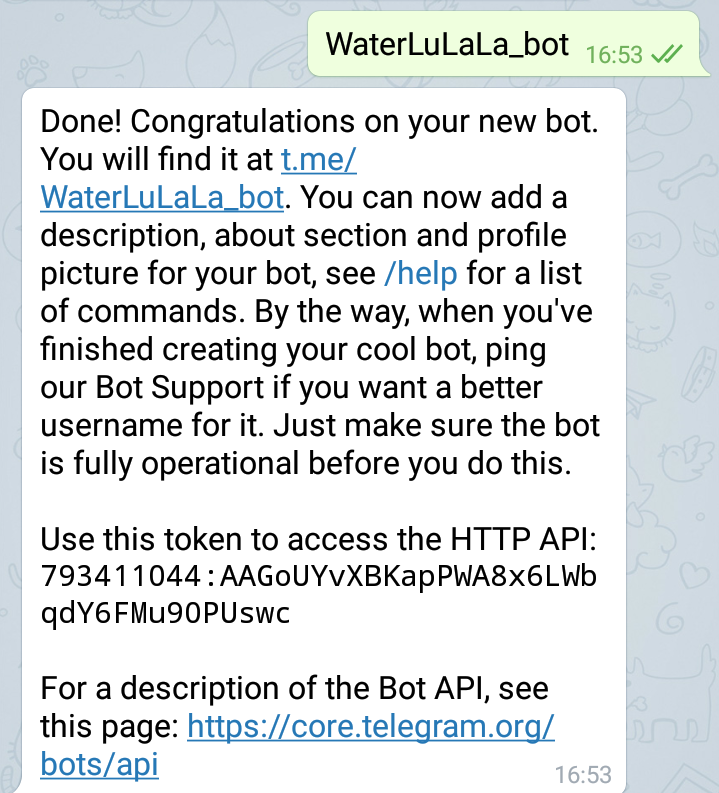 WaterLuLaLa_bot
16:53
Done! Congratulations on your new bot.
You will find it at t.me/
WaterLuLaLa_bot. You can now add a
description, about section and profile
picture for your bot, see /help for a list
of commands. By the way, when you've
finished creating your cool bot, ping
our Bot Support if you want a better
username for it. Just make sure the bot
is fully operational before you do this.
Use this token to access the HTTP API:
793411044:AAGoUYvXBKapPWA8x6LWb
qdY6FMu9OPUswc
For a description of the Bot API, see
this page: https://core.telegram.org/
bots/api
16:53